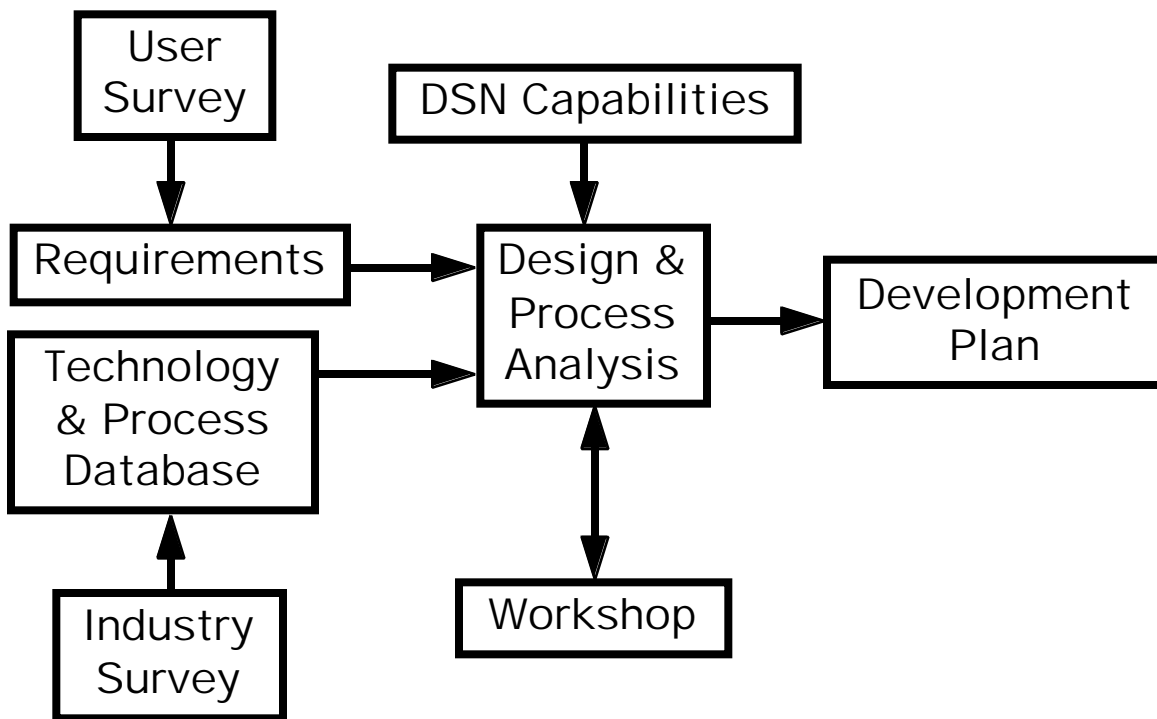 User
Survey
DSN Capabilities
Requirements
Design &
Process
Analysis
Development
Plan
Technology
& Process
Database
Workshop
Industry
Survey